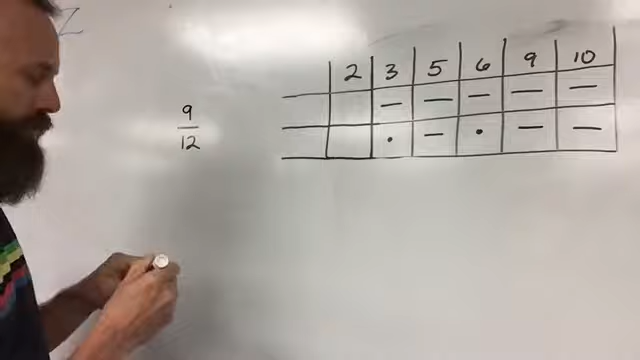 2 3 5 6 9 10
— — — — —
• — • — —
9
12